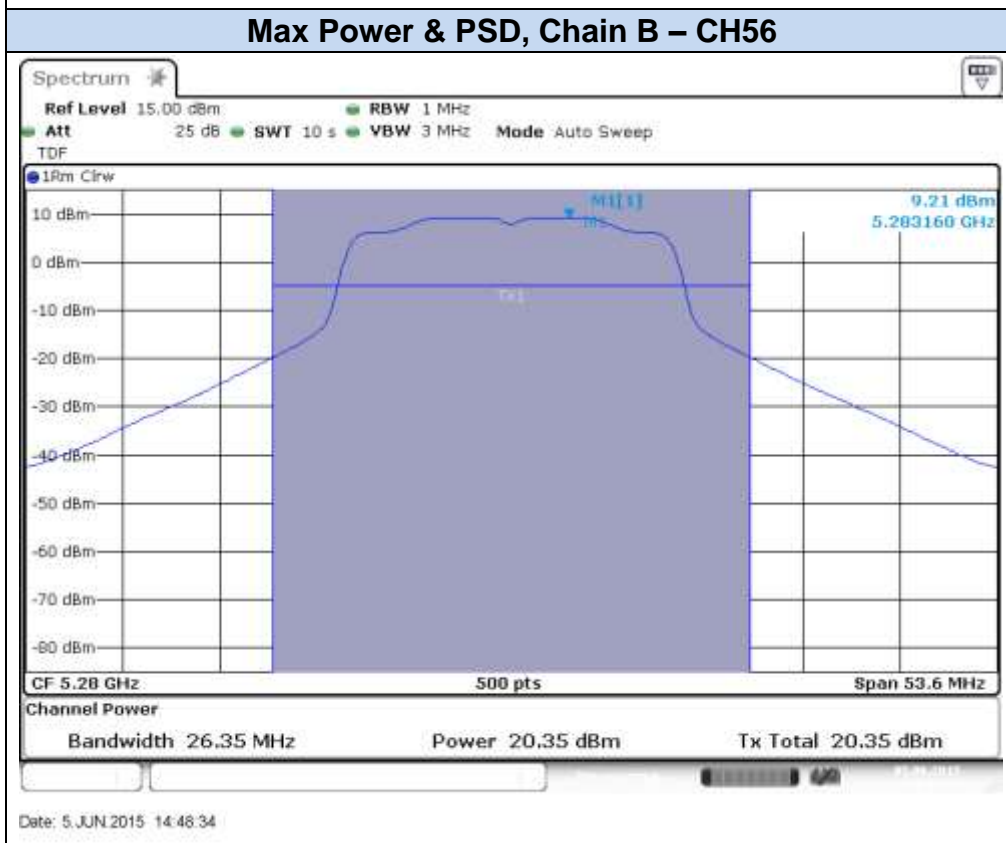 Max Power & PSD, Chain B – CH56
Spectrum
Ref Level 15.00 dBm RBW 1 MHz
Att 25 dB SWT 10 s VBW 3 MHz Mode Auto Sweep
TDF
1Rm Clrw
M1[1] 9.21 dBm
5.283160 GHz
M1
10 dBm
0 dBm
Tx1
-10 dBm
-20 dBm
-30 dBm
-40 dBm
-50 dBm
-60 dBm
-70 dBm
-80 dBm
CF 5.28 GHz 500 pts Span 53.6 MHz
Channel Power
Bandwidth 26.35 MHz Power 20.35 dBm Tx Total 20.35 dBm
Date: 5.JUN.2015 14:48:34